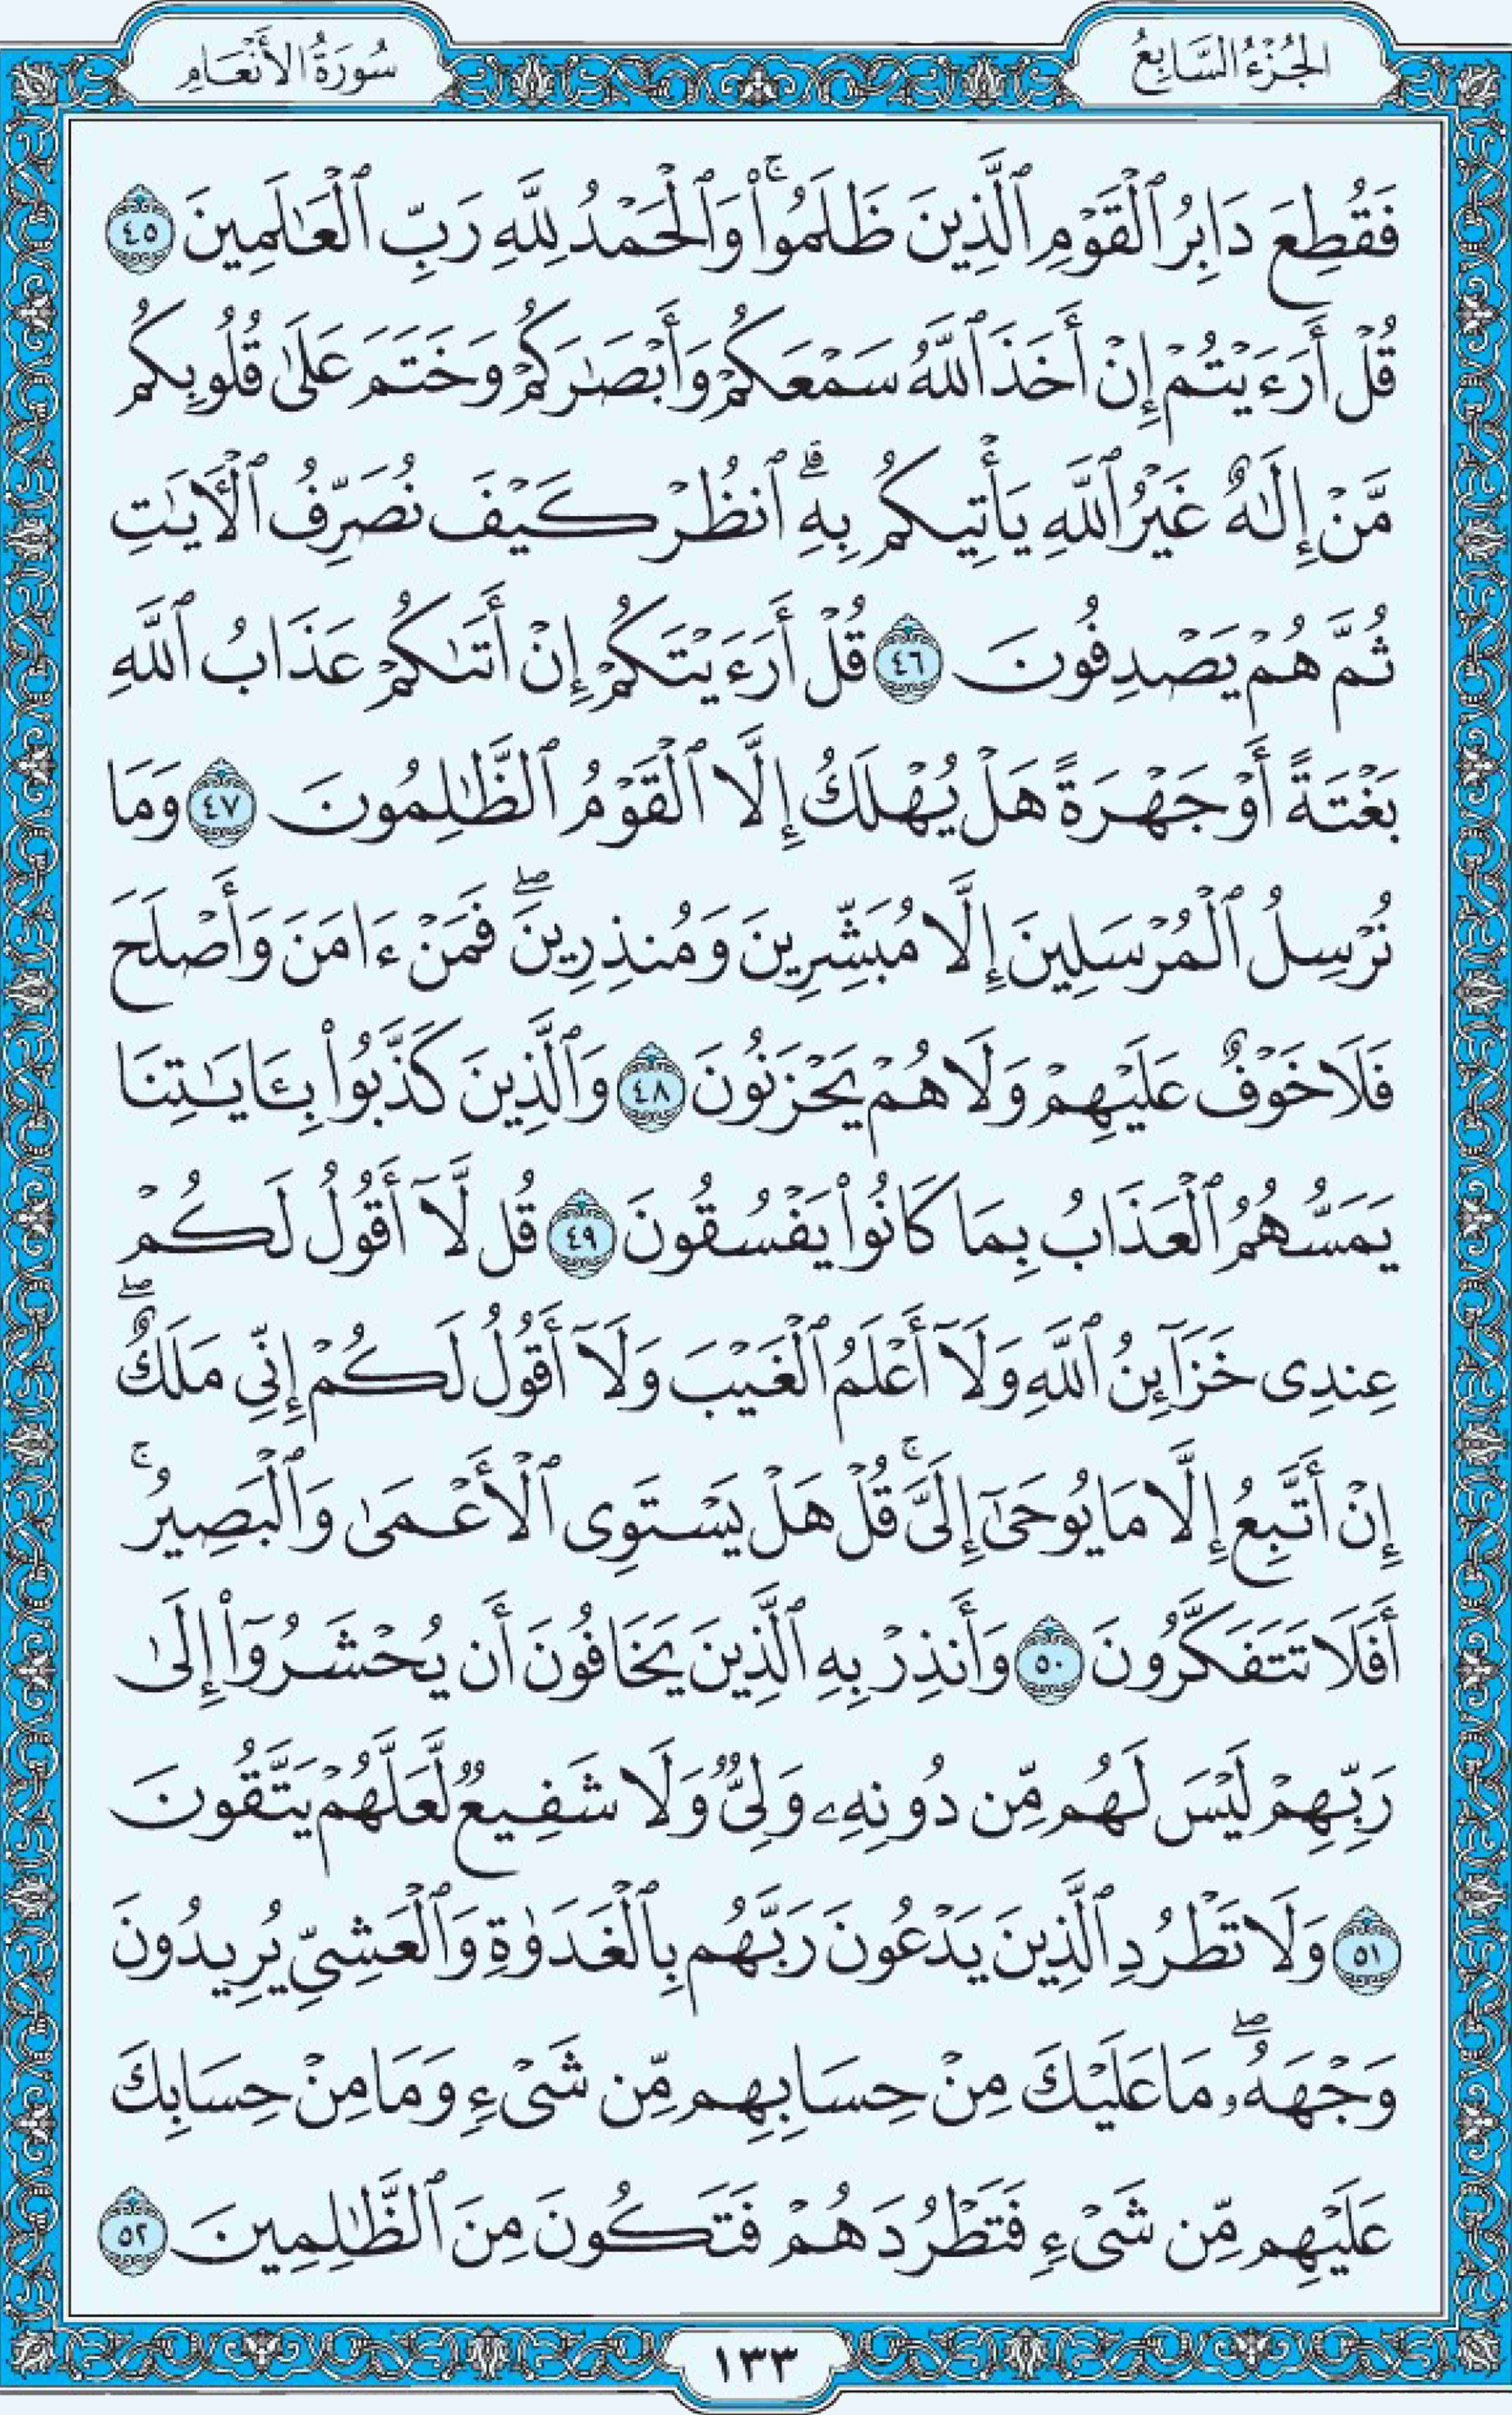 الجُزْءُ السَّابِعُ
سُورَةُ الأَنْعَامِ
فَقُطِعَ دَابِرُ ٱلْقَوْمِ ٱلَّذِينَ ظَلَمُوا۟ۚ وَٱلْحَمْدُ لِلَّهِ رَبِّ ٱلْعَـٰلَمِينَ ٤٥
قُلْ أَرَءَيْتُمْ إِنْ أَخَذَ ٱللَّهُ سَمْعَكُمْ وَأَبْصَـٰرَكُمْ وَخَتَمَ عَلَىٰ قُلُوبِكُم
مَّنْ إِلَـٰهٌ غَيْرُ ٱللَّهِ يَأْتِيكُم بِهِۗ ٱنظُرْ كَيْفَ نُصَرِّفُ ٱلْـَٔايَـٰتِ
ثُمَّ هُمْ يَصْدِفُونَ ٤٦ قُلْ أَرَءَيْتَكُمْ إِنْ أَتَىٰكُمْ عَذَابُ ٱللَّهِ
بَغْتَةً أَوْ جَهْرَةً هَلْ يُهْلَكُ إِلَّا ٱلْقَوْمُ ٱلظَّـٰلِمُونَ ٤٧ وَمَا
نُرْسِلُ ٱلْمُرْسَلِينَ إِلَّا مُبَشِّرِينَ وَمُنذِرِينَۖ فَمَنْ ءَامَنَ وَأَصْلَحَ
فَلَا خَوْفٌ عَلَيْهِمْ وَلَا هُمْ يَحْزَنُونَ ٤٨ وَٱلَّذِينَ كَذَّبُوا۟ بِـَٔايَـٰتِنَا
يَمَسُّهُمُ ٱلْعَذَابُ بِمَا كَانُوا۟ يَفْسُقُونَ ٤٩ قُل لَّآ أَقُولُ لَكُمْ
عِندِى خَزَآئِنُ ٱللَّهِ وَلَآ أَعْلَمُ ٱلْغَيْبَ وَلَآ أَقُولُ لَكُمْ إِنِّى مَلَكٌۖ
إِنْ أَتَّبِعُ إِلَّا مَا يُوحَىٰٓ إِلَىَّۚ قُلْ هَلْ يَسْتَوِى ٱلْأَعْمَىٰ وَٱلْبَصِيرُۚ
أَفَلَا تَتَفَكَّرُونَ ٥٠ وَأَنذِرْ بِهِ ٱلَّذِينَ يَخَافُونَ أَن يُحْشَرُوٓا۟ إِلَىٰ
رَبِّهِمْ لَيْسَ لَهُم مِّن دُونِهِۦ وَلِىٌّ وَلَا شَفِيعٌ لَّعَلَّهُمْ يَتَّقُونَ
٥١ وَلَا تَطْرُدِ ٱلَّذِينَ يَدْعُونَ رَبَّهُم بِٱلْغَدَوٰةِ وَٱلْعَشِىِّ يُرِيدُونَ
وَجْهَهُۥۖ مَا عَلَيْكَ مِنْ حِسَابِهِم مِّن شَىْءٍ وَمَا مِنْ حِسَابِكَ
عَلَيْهِم مِّن شَىْءٍ فَتَطْرُدَهُمْ فَتَكُونَ مِنَ ٱلظَّـٰلِمِينَ ٥٢
١٣٣